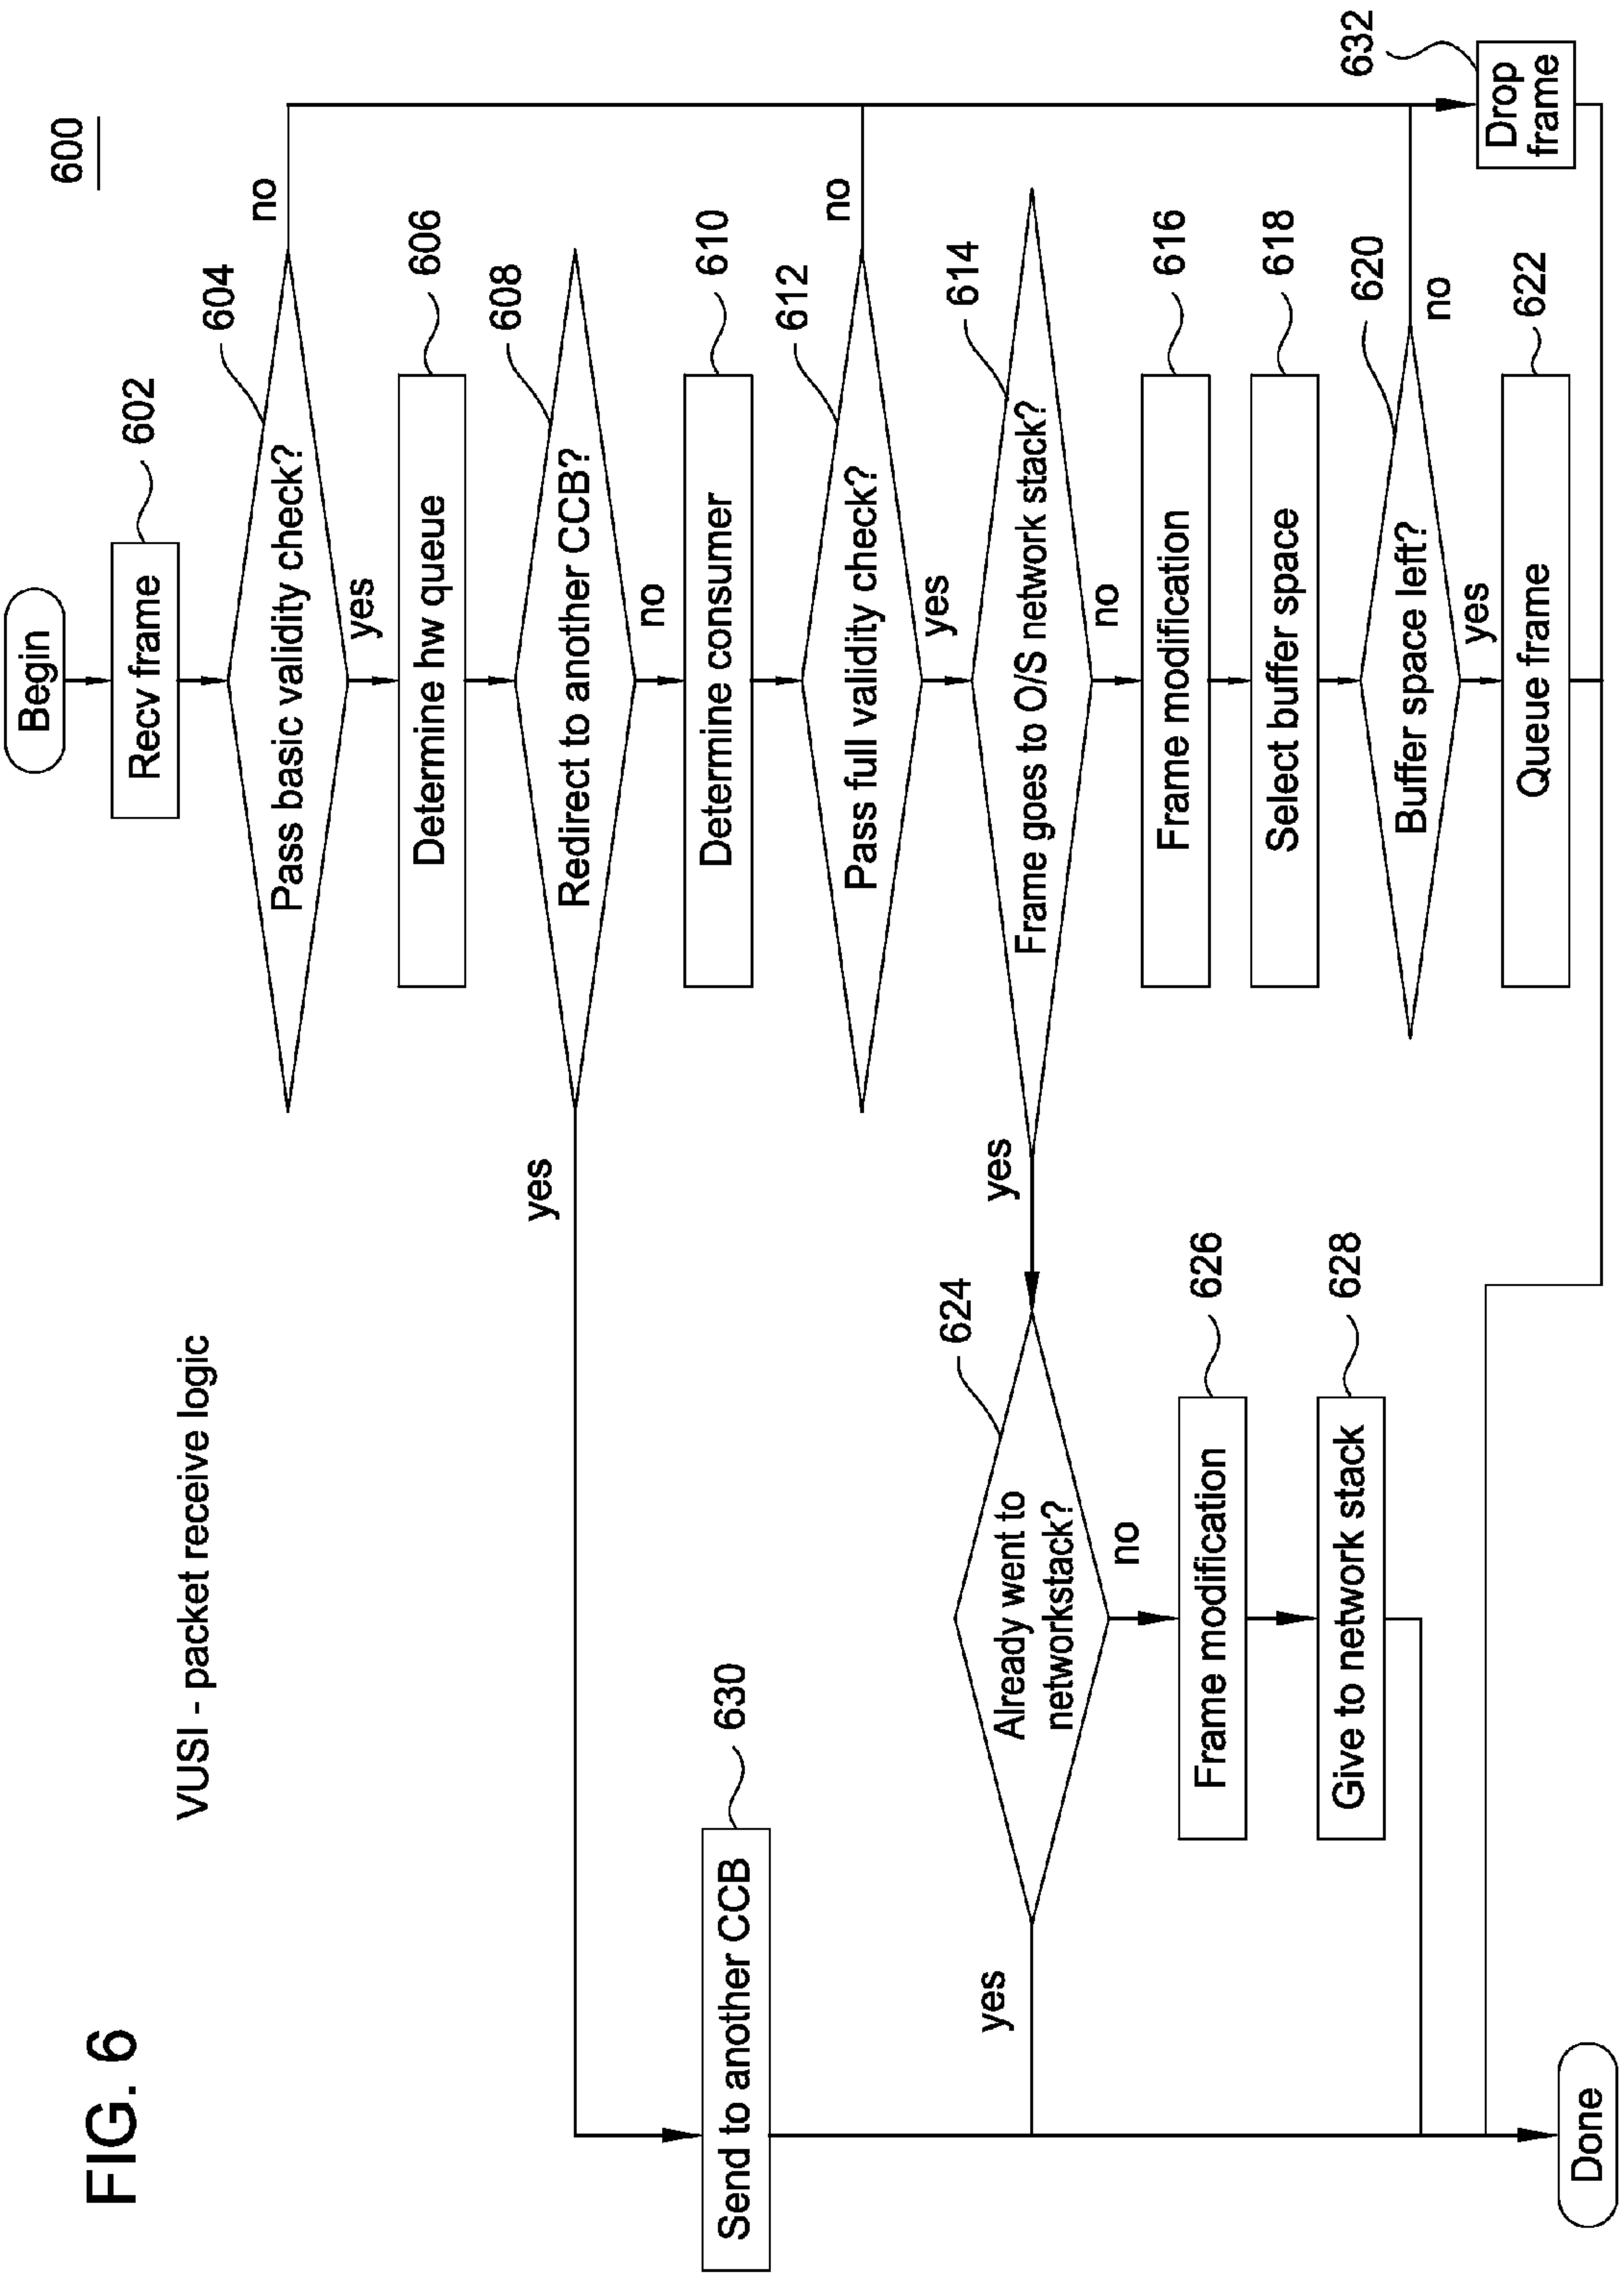 FIG. 6
VUSI - packet receive logic
600
Begin
Recv frame
602
Pass basic validity check?
604
no
yes
Determine hw queue
606
Redirect to another CCB?
608
yes
no
Determine consumer
610
Pass full validity check?
612
no
yes
Frame goes to O/S network stack?
614
yes
no
Frame modification
616
Select buffer space
618
Buffer space left?
620
no
yes
Queue frame
622
Drop
frame
632
Already went to
networkstack?
624
yes
no
Frame modification
626
Give to network stack
628
Send to another CCB
630
Done